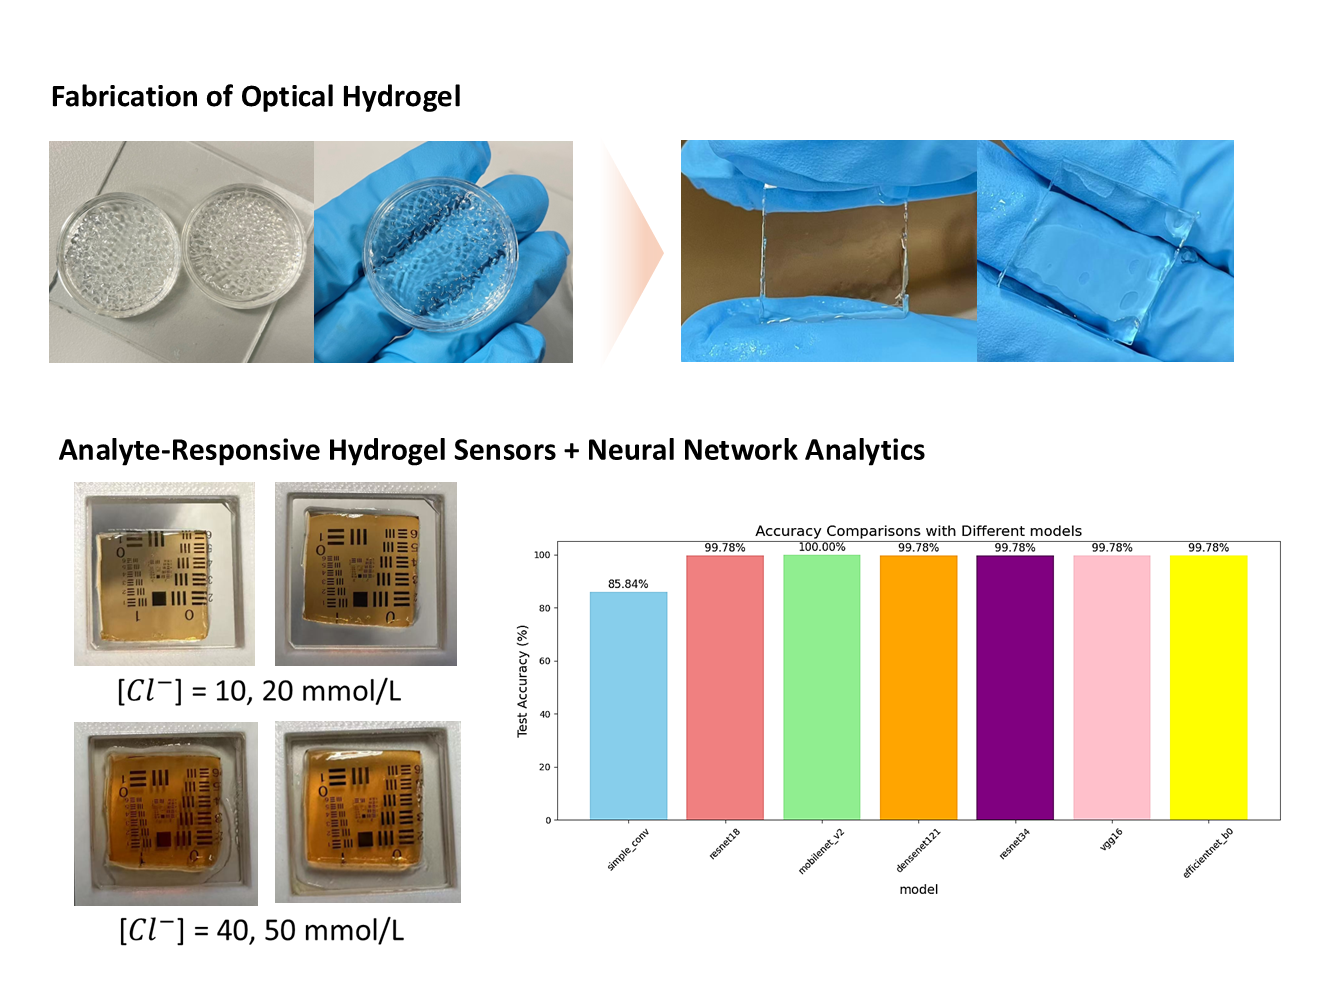 Fabrication of Optical Hydrogel
Analyte-Responsive Hydrogel Sensors + Neural Network Analytics
[Cl⁻] = 10, 20 mmol/L
[Cl⁻] = 40, 50 mmol/L
Accuracy Comparisons with Different models
Test Accuracy (%)
100
80
60
40
20
0
85.84%
99.78%
100.00%
99.78%
99.78%
99.78%
99.78%
simple_conv
resnet18
mobilenet_v2
densenet121
resnet34
vgg16
efficientnet_b0
model